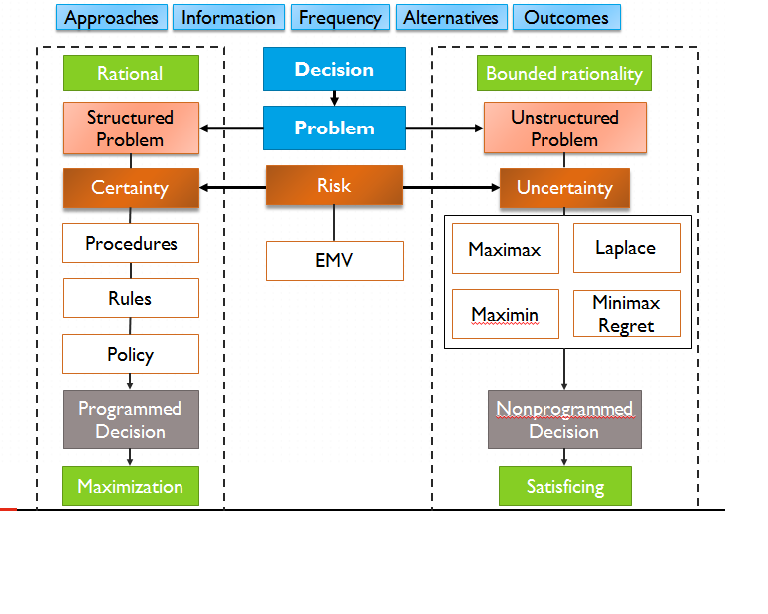 Approaches
Information
Frequency
Alternatives
Outcomes
Rational
Decision
Bounded rationality
Structured
Problem
Problem
Unstructured
Problem
Certainty
Risk
Uncertainty
Procedures
EMV
Maximax
Laplace
Rules
Maximin
Minimax
Regret
Policy
Programmed
Decision
Nonprogrammed
Decision
Maximization
Satisficing